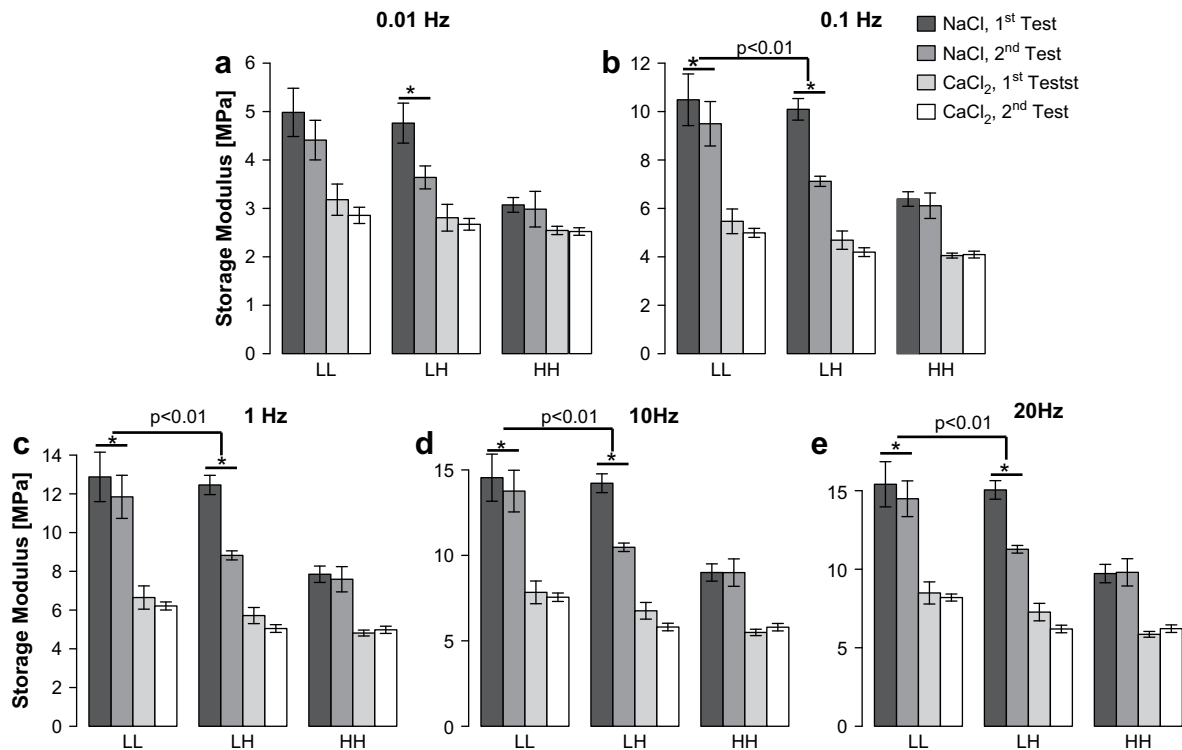 0.01 Hz
0.1 Hz
NaCl, 1st Test
NaCl, 2nd Test
CaCl2, 1st Testst
CaCl2, 2nd Test
a
Storage Modulus [MPa]
6
5
4
3
2
1
0
*
LL
LH
HH
b
p<0.01
12
10
8
6
4
2
0
*
*
LL
LH
HH
1 Hz
10Hz
20Hz
c
p<0.01
Storage Modulus [MPa]
14
12
10
8
6
4
2
0
*
*
LL
LH
HH
d
p<0.01
15
10
5
0
*
*
LL
LH
HH
e
p<0.01
15
10
5
0
*
*
LL
LH
HH